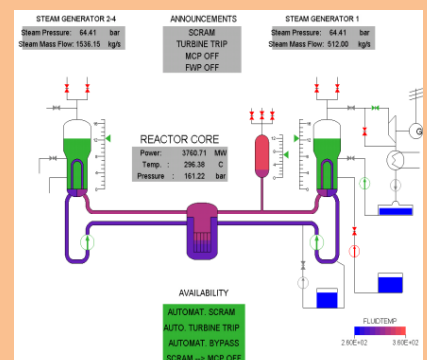 STEAM GENERATOR 2-4
Steam Pressure: 64.41 bar
Steam Mass Flow: 1536.15 kg/s
ANNOUNCEMENTS
SCRAM
TURBINE TRIP
MCP OFF
FWP OFF
STEAM GENERATOR 1
Steam Pressure: 64.41 bar
Steam Mass Flow: 512.00 kg/s
REACTOR CORE
Power: 3760.71 MW
Temp. : 296.38 C
Pressure : 161.22 bar
G
AVAILABILITY
AUTOMAT. SCRAM
AUTO. TURBINE TRIP
AUTOMAT. BYPASS
SCRAM --> MCP OFF
FLUIDTEMP
2.80E+02 3.60E+02